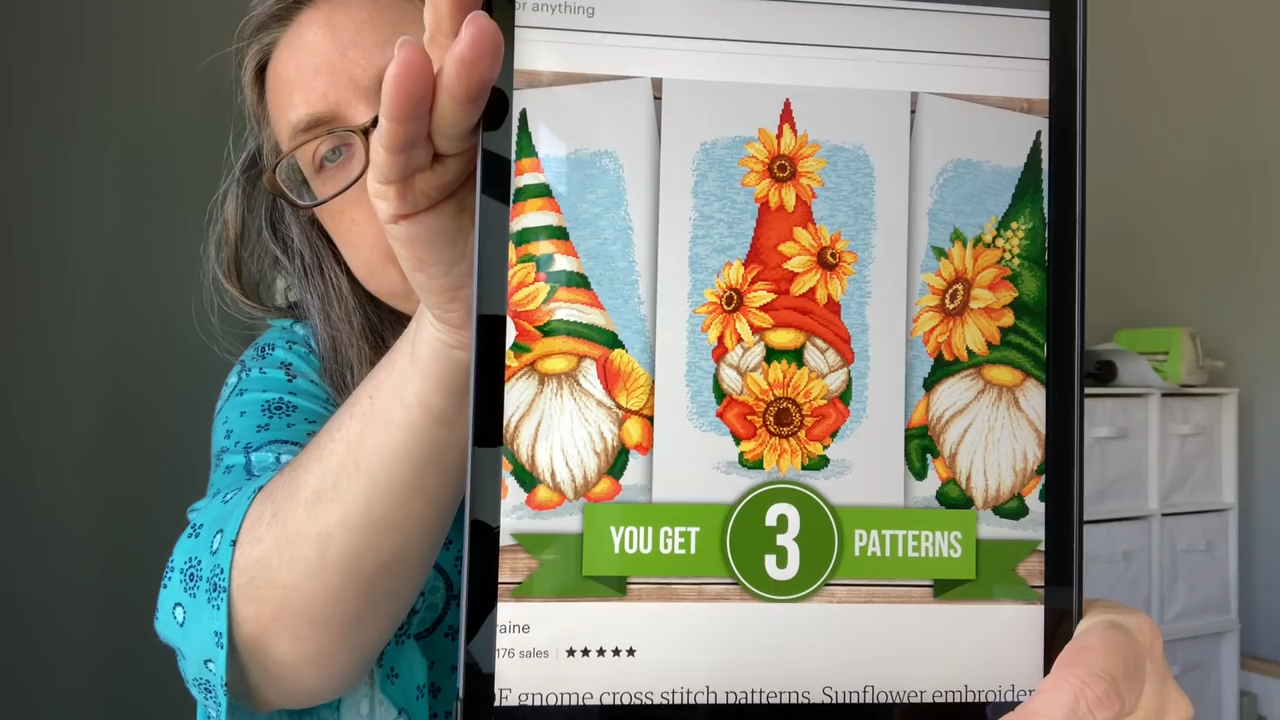 or anything
YOU GET 3 PATTERNS
raine
176 sales
F gnome cross stitch patterns, Sunflower embroider